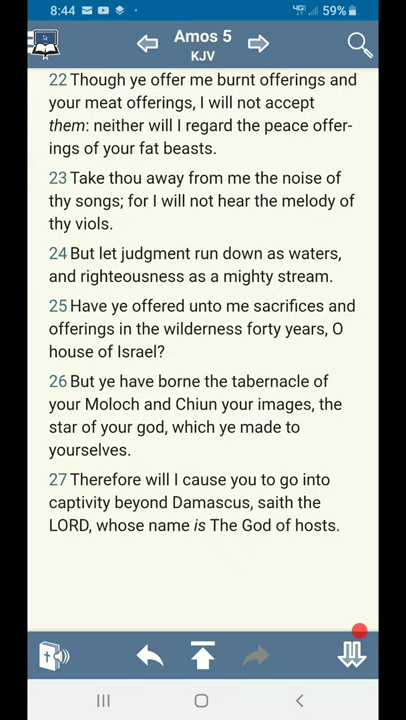 8:44
59%
Amos 5
KJV
22 Though ye offer me burnt offerings and
your meat offerings, I will not accept
them: neither will I regard the peace offer-
ings of your fat beasts.
23 Take thou away from me the noise of
thy songs; for I will not hear the melody of
thy viols.
24 But let judgment run down as waters,
and righteousness as a mighty stream.
25 Have ye offered unto me sacrifices and
offerings in the wilderness forty years, O
house of Israel?
26 But ye have borne the tabernacle of
your Moloch and Chiun your images, the
star of your god, which ye made to
yourselves.
27 Therefore will I cause you to go into
captivity beyond Damascus, saith the
LORD, whose name is The God of hosts.